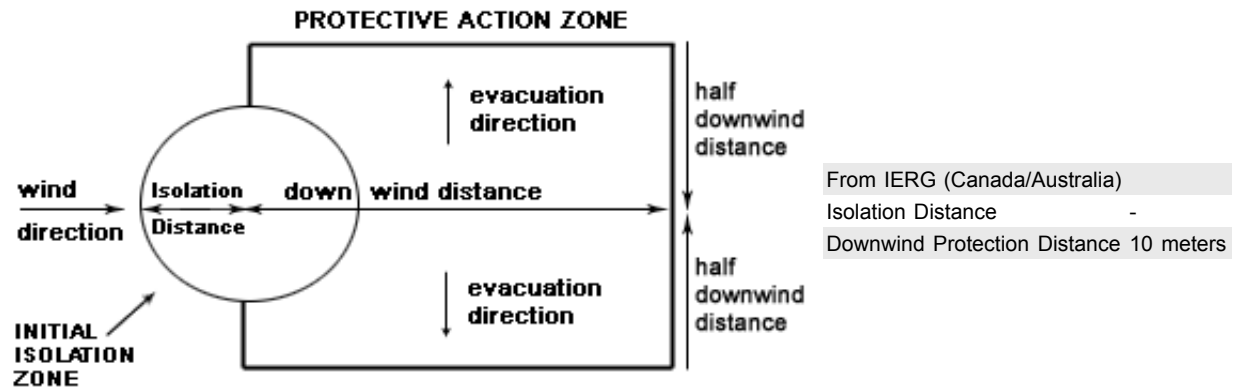 PROTECTIVE ACTION ZONE
evacuation
direction
half
downwind
distance
wind
direction
Isolation
Distance
down wind distance
evacuation
direction
half
downwind
distance
INITIAL
ISOLATION
ZONE
From IERG (Canada/Australia)
Isolation Distance -
Downwind Protection Distance 10 meters